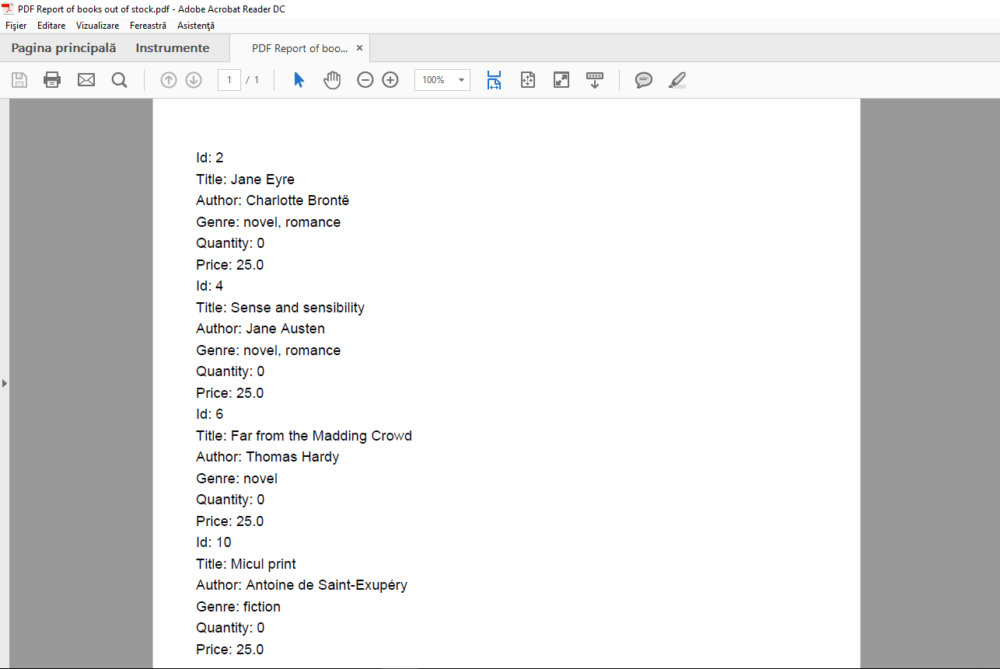 PDF Report of books out of stock.pdf - Adobe Acrobat Reader DC
Fișier Editare Vizualizare Fereastră Asistență
Pagina principală Instrumente PDF Report of boo... ×
1 / 1 100%
Id: 2
Title: Jane Eyre
Author: Charlotte Brontë
Genre: novel, romance
Quantity: 0
Price: 25.0
Id: 4
Title: Sense and sensibility
Author: Jane Austen
Genre: novel, romance
Quantity: 0
Price: 25.0
Id: 6
Title: Far from the Madding Crowd
Author: Thomas Hardy
Genre: novel
Quantity: 0
Price: 25.0
Id: 10
Title: Micul print
Author: Antoine de Saint-Exupéry
Genre: fiction
Quantity: 0
Price: 25.0